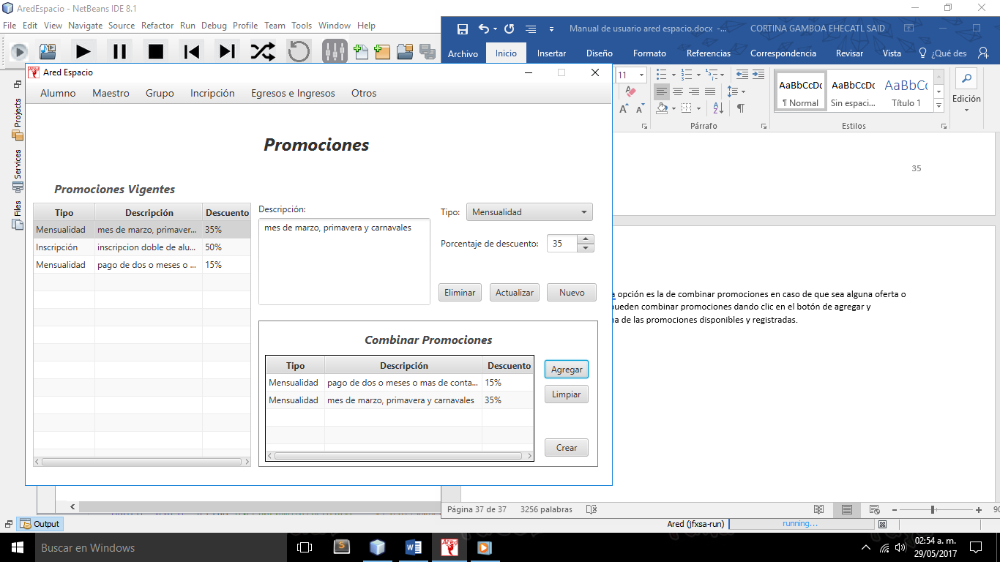 AredEspacio - NetBeans IDE 8.1
File Edit View Navigate Source Refactor Run Debug Profile Team Tools Window Help
Manual de usuario ared espacio.docx -...
CORTINA GAMBOA EHECATL SAID
Archivo Inicio Insertar Diseño Formato Referencias Correspondencia Revisar Vista ¿Qué des
11
AaBbCcDc AaBbCcDc AaBbCc
¶ Normal Sin espaci... Título 1
Edición
Párrafo Estilos
Projects
Services
Files
Ared Espacio
Alumno Maestro Grupo Incripción Egresos e Ingresos Otros
Promociones
Promociones Vigentes
Tipo Descripción Descuento
Mensualidad mes de marzo, primaver... 35%
Inscripción inscripcion doble de alu... 50%
Mensualidad pago de dos o meses o ... 15%
Descripción:
mes de marzo, primavera y carnavales
Tipo: Mensualidad
Porcentaje de descuento: 35
Eliminar Actualizar Nuevo
Combinar Promociones
Tipo Descripción Descuento
Mensualidad pago de dos o meses o mas de conta... 15%
Mensualidad mes de marzo, primavera y carnavales 35%
Agregar
Limpiar
Crear
35
opción es la de combinar promociones en caso de que sea alguna oferta o
pueden combinar promociones dando clic en el botón de agregar y
de las promociones disponibles y registradas.
Página 37 de 37 3256 palabras
90
Output
Ared (jfxsa-run) running...
Buscar en Windows
Ared
02:54 a. m.
29/05/2017